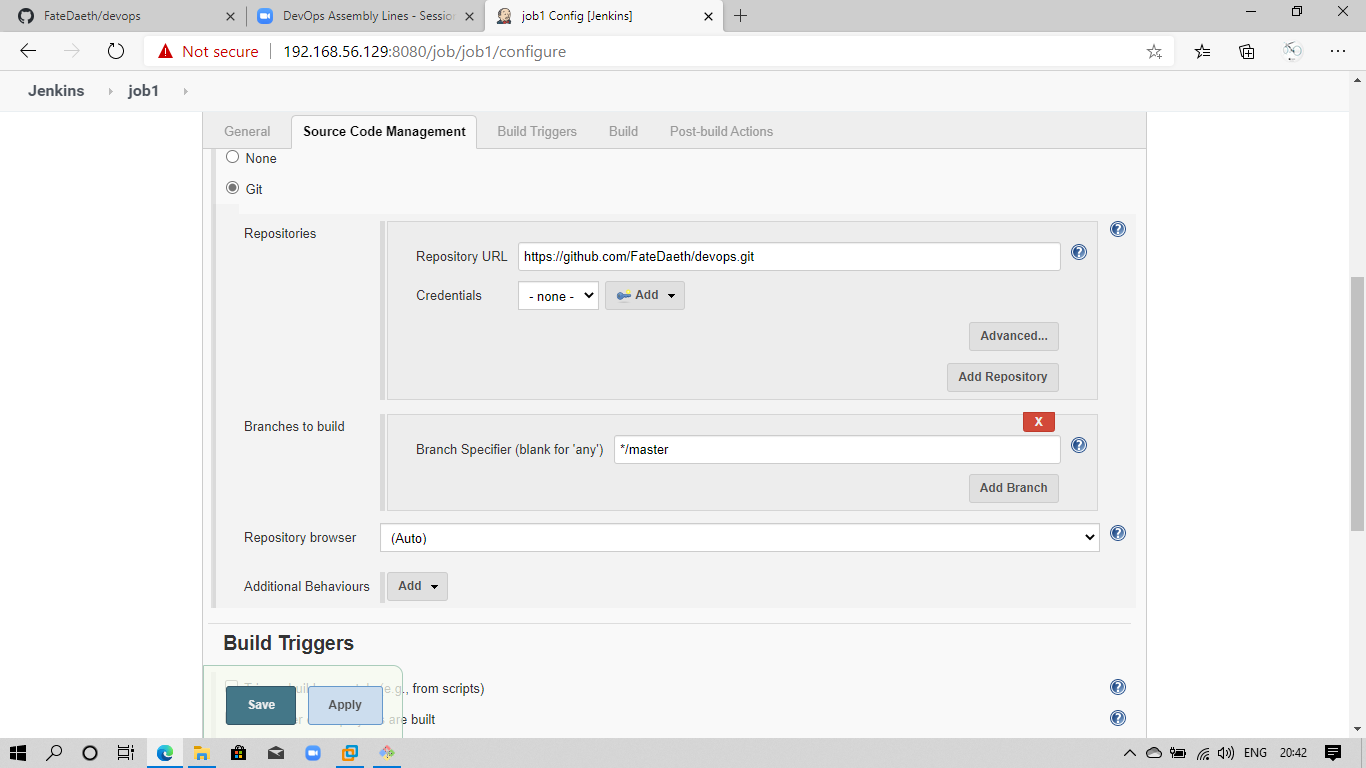 FateDaeth/devops
DevOps Assembly Lines - Session
job1 Config [Jenkins]
Not secure
192.168.56.129:8080/job/job1/configure
Jenkins
job1
General
Source Code Management
Build Triggers
Build
Post-build Actions
None
Git
Repositories
Repository URL
https://github.com/FateDaeth/devops.git
Credentials
- none -
Add
Advanced...
Add Repository
Branches to build
X
Branch Specifier (blank for 'any')
*/master
Add Branch
Repository browser
(Auto)
Additional Behaviours
Add
Build Triggers
(e.g., from scripts)
Save
Apply
are built
ENG
20:42